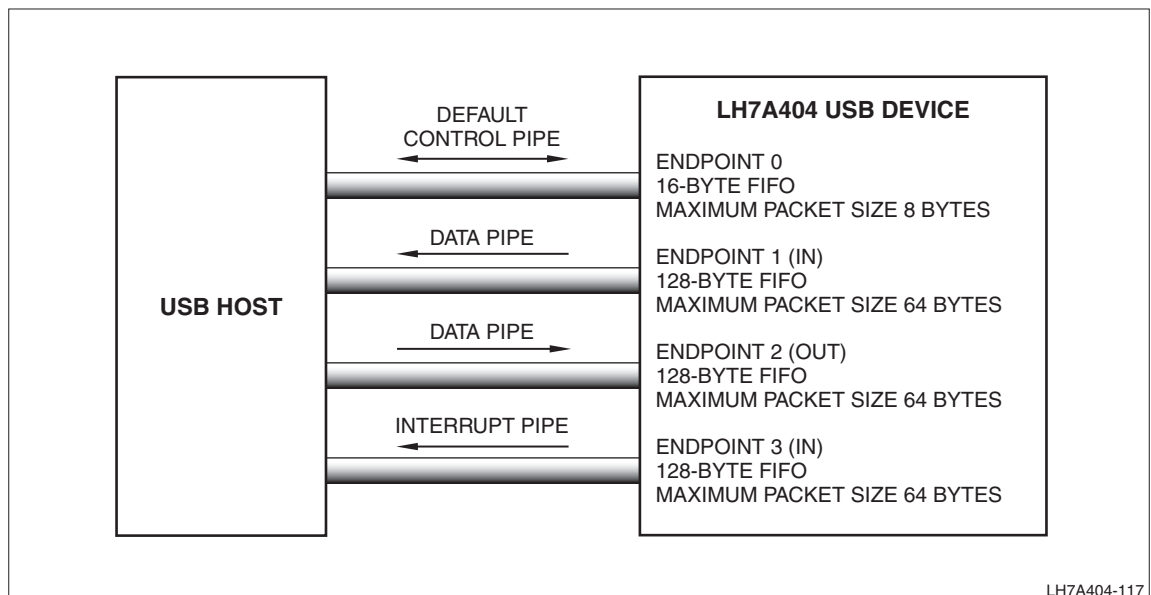 USB HOST
DEFAULT
CONTROL PIPE
DATA PIPE
DATA PIPE
INTERRUPT PIPE
LH7A404 USB DEVICE
ENDPOINT 0
16-BYTE FIFO
MAXIMUM PACKET SIZE 8 BYTES
ENDPOINT 1 (IN)
128-BYTE FIFO
MAXIMUM PACKET SIZE 64 BYTES
ENDPOINT 2 (OUT)
128-BYTE FIFO
MAXIMUM PACKET SIZE 64 BYTES
ENDPOINT 3 (IN)
128-BYTE FIFO
MAXIMUM PACKET SIZE 64 BYTES
LH7A404-117